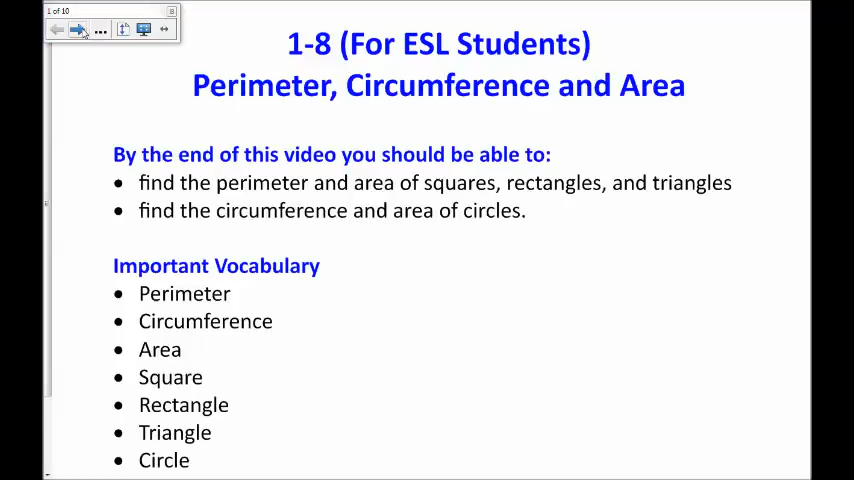 1 of 10
1-8 (For ESL Students)
Perimeter, Circumference and Area
By the end of this video you should be able to:
• find the perimeter and area of squares, rectangles, and triangles
• find the circumference and area of circles.
Important Vocabulary
• Perimeter
• Circumference
• Area
• Square
• Rectangle
• Triangle
• Circle